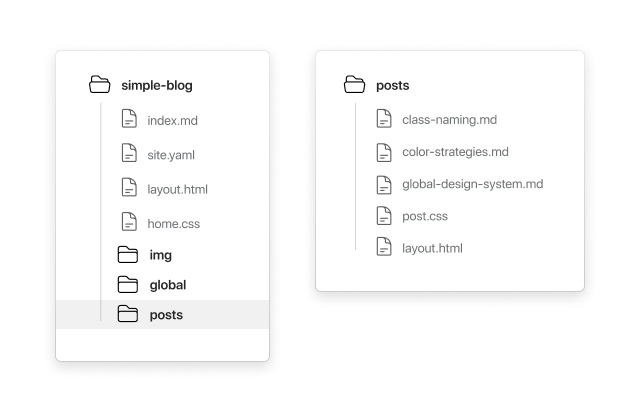 simple-blog
index.md
site.yaml
layout.html
home.css
img
global
posts
posts
class-naming.md
color-strategies.md
global-design-system.md
post.css
layout.html